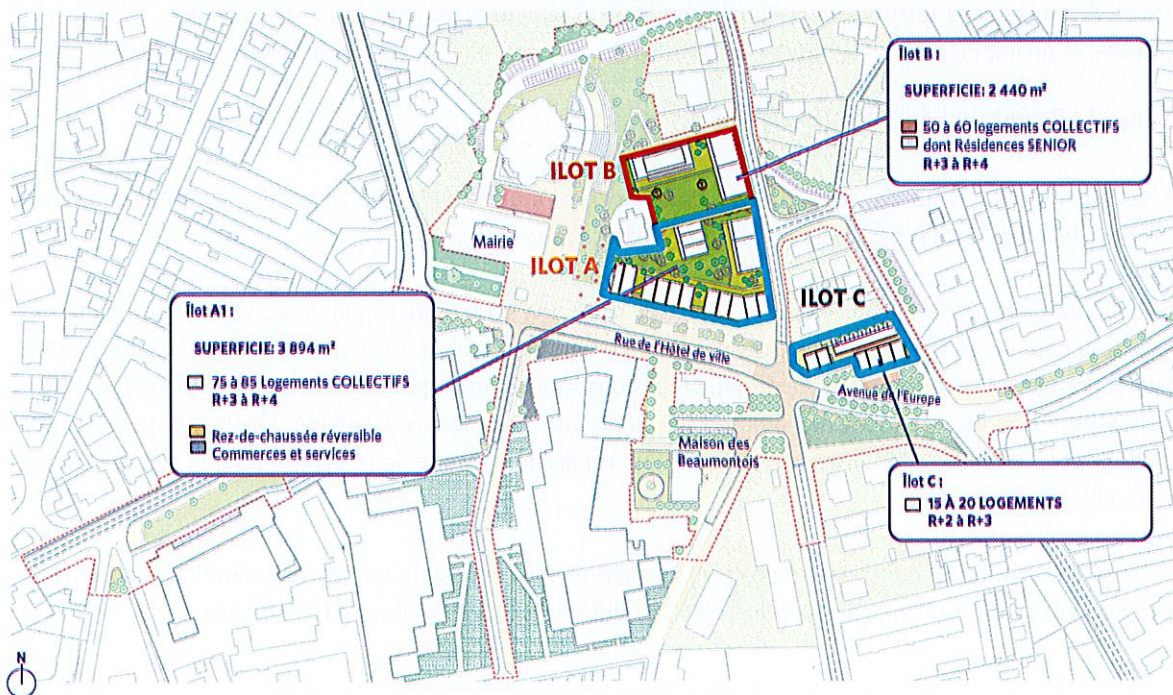 Îlot B :
SUPERFICIE: 2 440 m²
50 à 60 logements COLLECTIFS
dont Résidences SENIOR
R+3 à R+4
ILOT B
Mairie
ILOT A
ILOT C
Îlot A1 :
SUPERFICIE: 3 894 m²
75 à 85 Logements COLLECTIFS
R+3 à R+4
Rez-de-chaussée réversible
Commerces et services
Rue de l'Hôtel de ville
Avenue de l'Europe
Maison des
Beaumontois
Îlot C :
15 À 20 LOGEMENTS
R+2 à R+3
N